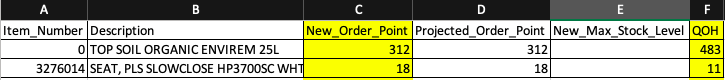 A B C D E F
Item_Number Description New_Order_Point Projected_Order_Point New_Max_Stock_Level QOH
0 TOP SOIL ORGANIC ENVIREM 25L 312 312 483
3276014 SEAT, PLS SLOWCLOSE HP3700SC WHT 18 18 11